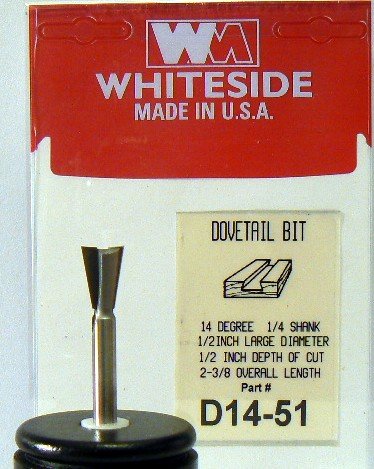 WM
WHITESIDE
MADE IN U.S.A.
DOVETAIL BIT
14 DEGREE 1/4 SHANK
1/2INCH LARGE DIAMETER
1/2 INCH DEPTH OF CUT
2-3/8 OVERALL LENGTH
Part #
D14-51